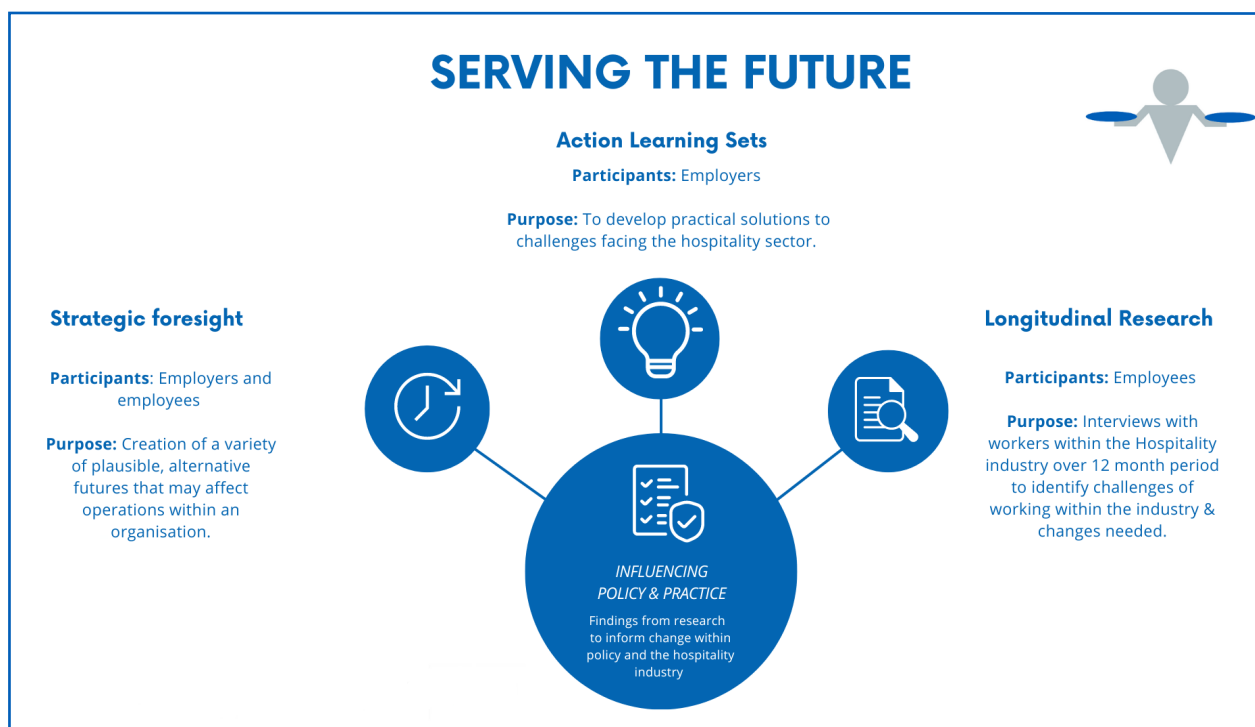 SERVING THE FUTURE
Action Learning Sets
Participants: Employers
Purpose: To develop practical solutions to
challenges facing the hospitality sector.
Strategic foresight
Participants: Employers and
employees
Purpose: Creation of a variety
of plausible, alternative
futures that may affect
operations within an
organisation.
Longitudinal Research
Participants: Employees
Purpose: Interviews with
workers within the Hospitality
industry over 12 month period
to identify challenges of
working within the industry &
changes needed.
INFLUENCING
POLICY & PRACTICE
Findings from research
to inform change within
policy and the hospitality
industry